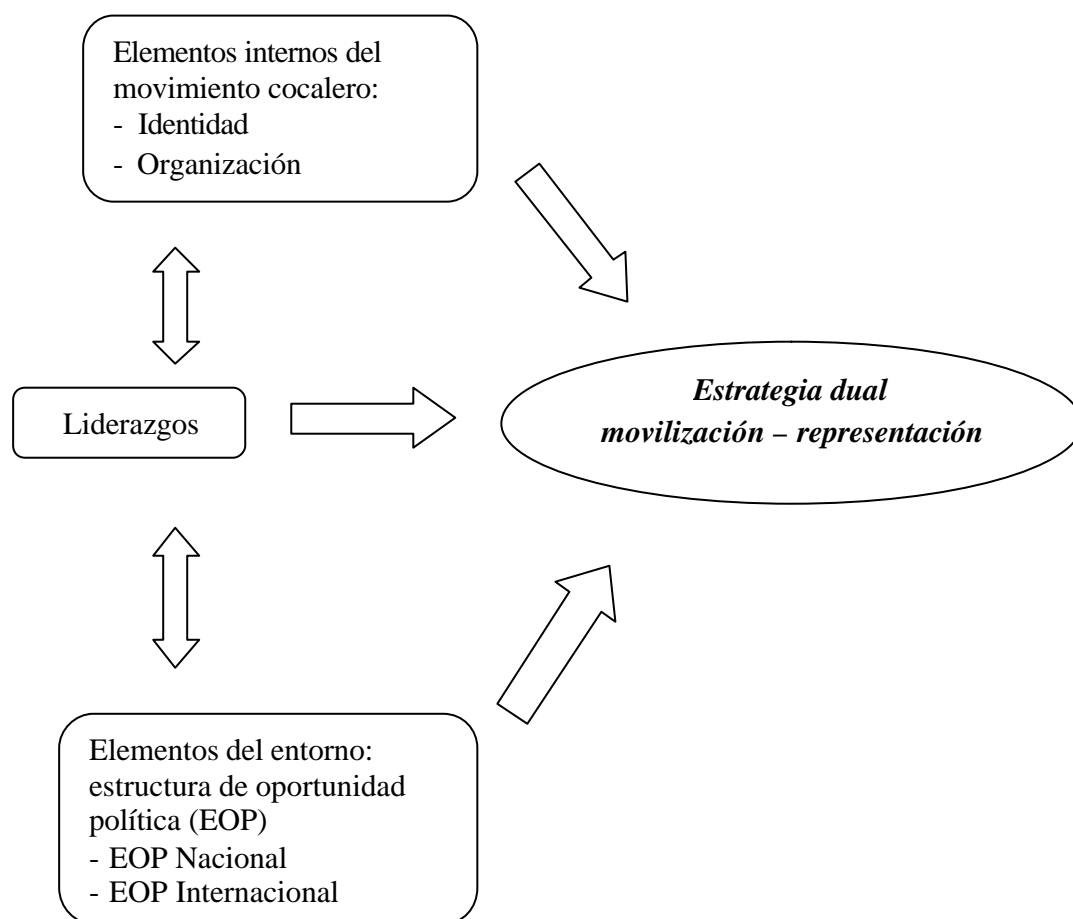 Elementos internos del
movimiento cocalero:
- Identidad
- Organización
Liderazgos
Estrategia dual
movilización – representación
Elementos del entorno:
estructura de oportunidad
política (EOP)
- EOP Nacional
- EOP Internacional